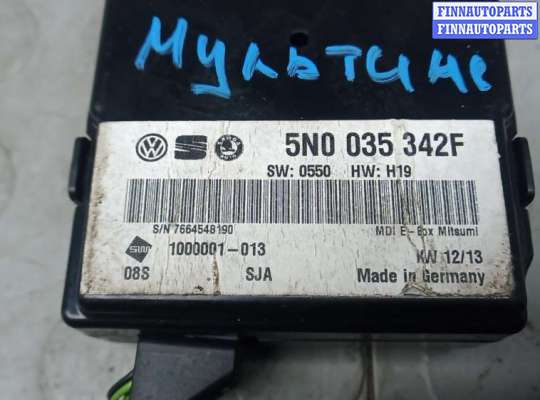 FINNAUTOPARTS
FINNAUTOPARTS
Мультиме
5N0 035 342F
SW: 0550 HW: H19
S/N 7664548190
MDI E-Box Mitsumi
SW
1000001-013
KW 12/13
08S
SJA
Made in Germany